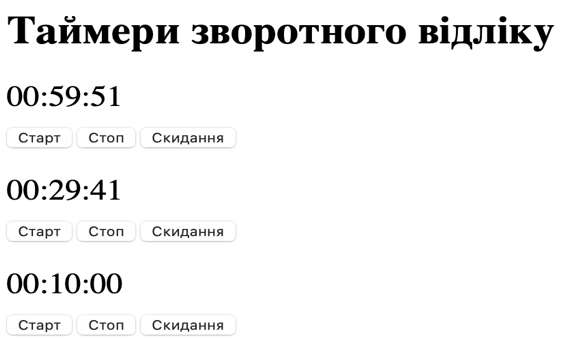 Таймери зворотного відліку
00:59:51
Старт Стоп Скидання
00:29:41
Старт Стоп Скидання
00:10:00
Старт Стоп Скидання